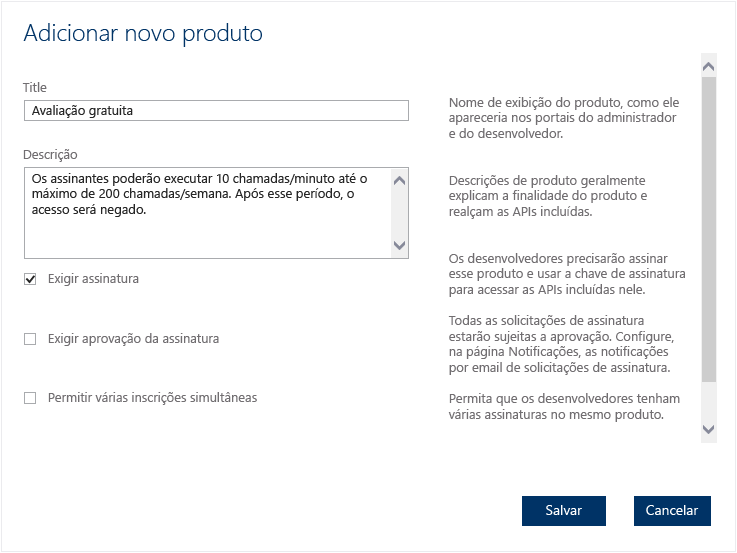 Adicionar novo produto
Title
Avaliação gratuita
Nome de exibição do produto, como ele
apareceria nos portais do administrador
e do desenvolvedor.
Descrição
Os assinantes poderão executar 10 chamadas/minuto até o
máximo de 200 chamadas/semana. Após esse período, o
acesso será negado.
Descrições de produto geralmente
explicam a finalidade do produto e
realçam as APIs incluídas.
Exigir assinatura
Os desenvolvedores precisarão assinar
esse produto e usar a chave de assinatura
para acessar as APIs incluídas nele.
Exigir aprovação da assinatura
Todas as solicitações de assinatura
estarão sujeitas a aprovação. Configure,
na página Notificações, as notificações
por email de solicitações de assinatura.
Permitir várias inscrições simultâneas
Permita que os desenvolvedores tenham
várias assinaturas no mesmo produto.
Salvar
Cancelar